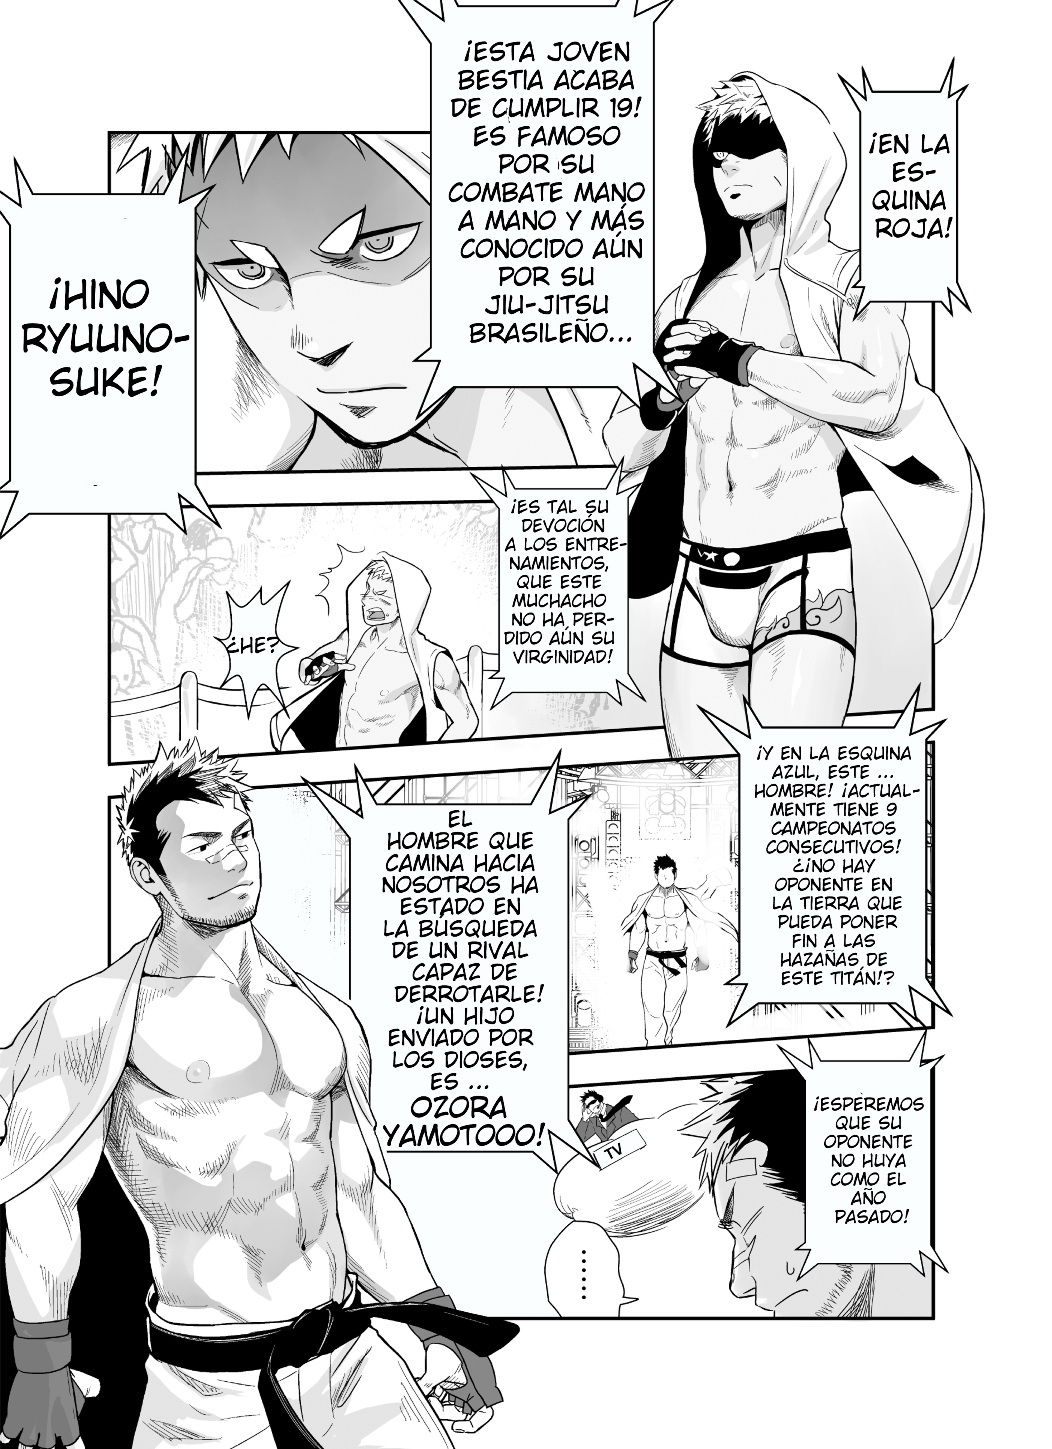 ¡EN LA
ES-
QUINA
ROJA!
¡ESTA JOVEN
BESTIA ACABA
DE CUMPLIR 19!
ES FAMOSO
POR SU
COMBATE MANO
A MANO Y MÁS
CONOCIDO AÚN
POR SU
JIU-JITSU
BRASILEÑO...
¡HINO
RYUUNO-
SUKE!
¡ES TAL SU
DEVOCIÓN
A LOS ENTRE-
NAMIENTOS,
QUE ESTE
MUCHACHO
NO HA PER-
DIDO AÚN SU
VIRGINIDAD!
¿HE?
¡Y EN LA ESQUINA
AZUL, ESTE ...
HOMBRE! ¡ACTUAL-
MENTE TIENE 9
CAMPEONATOS
CONSECUTIVOS!
¿¡NO HAY
OPONENTE EN
LA TIERRA QUE
PUEDA PONER
FIN A LAS
HAZAÑAS DE
ESTE TITÁN!?
EL
HOMBRE QUE
CAMINA HACIA
NOSOTROS HA
ESTADO EN
LA BÚSQUEDA
DE UN RIVAL
CAPAZ DE
DERROTARLE!
¡UN HIJO
ENVIADO POR
LOS DIOSES,
ES ...
OZORA
YAMOTOOO!
¡ESPEREMOS
QUE SU
OPONENTE
NO HUYA
COMO EL
AÑO
PASADO!
TV
......